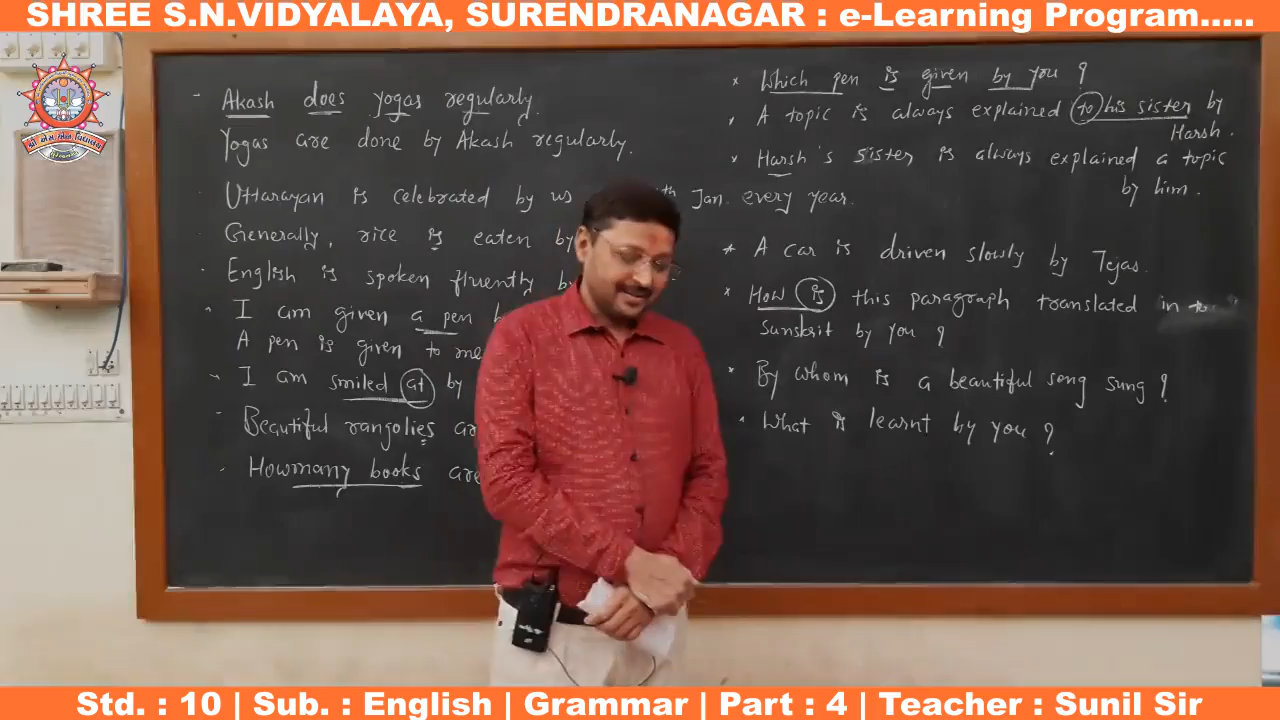 SHREE S.N.VIDYALAYA, SURENDRANAGAR : e-Learning Program.....
- Akash does yogas regularly.
Yogas are done by Akash regularly.
Uttarayan is celebrated by us th Jan. every year.
Generally, rice is eaten by
English is spoken fluently by
I am given a pen
A pen is given to me
I am smiled at by
- Beautiful rangolies
Howmany books are
* Which pen is given by you ?
A topic is always explained to his sister by
Harsh.
* Harsh's sister is always explained a topic
by him.
* A car is driven slowly by Tejas.
* How is this paragraph translated in to
Sunskrit by you ?
* By whom is a beautiful song sung ?
* What is learnt by you ?
Std. : 10 | Sub. : English | Grammar | Part : 4 | Teacher : Sunil Sir